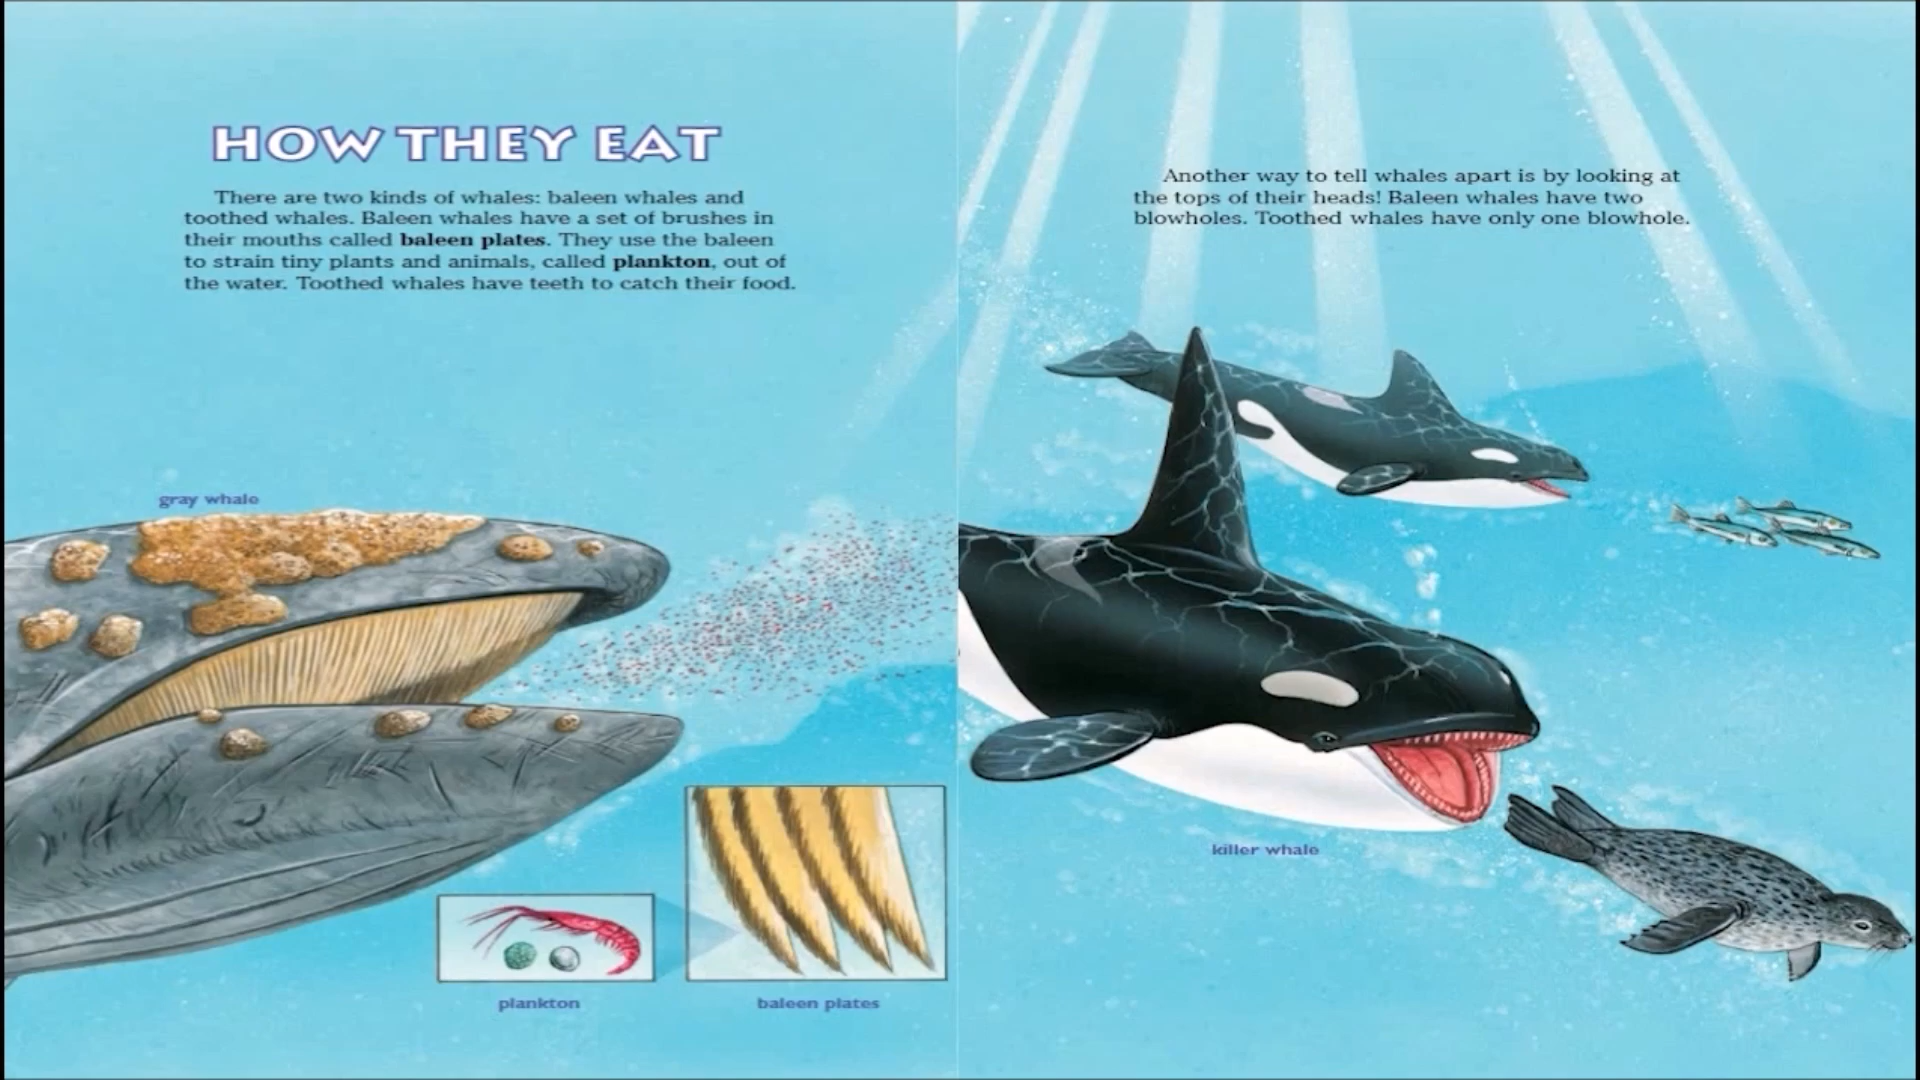 HOW THEY EAT
There are two kinds of whales: baleen whales and
toothed whales. Baleen whales have a set of brushes in
their mouths called baleen plates. They use the baleen
to strain tiny plants and animals, called plankton, out of
the water. Toothed whales have teeth to catch their food.
gray whale
plankton
baleen plates
Another way to tell whales apart is by looking at
the tops of their heads! Baleen whales have two
blowholes. Toothed whales have only one blowhole.
killer whale